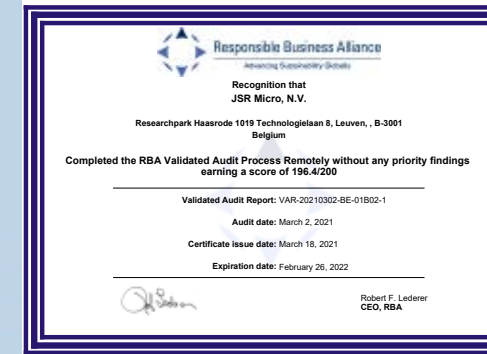 Responsible Business Alliance
Advancing Sustainability Globally
Recognition that
JSR Micro, N.V.
Researchpark Haasrode 1019 Technologielaan 8, Leuven, , B-3001
Belgium
Completed the RBA Validated Audit Process Remotely without any priority findings
earning a score of 196.4/200
Validated Audit Report: VAR-20210302-BE-01B02-1
Audit date: March 2, 2021
Certificate issue date: March 18, 2021
Expiration date: February 26, 2022
Robert F. Lederer
CEO, RBA